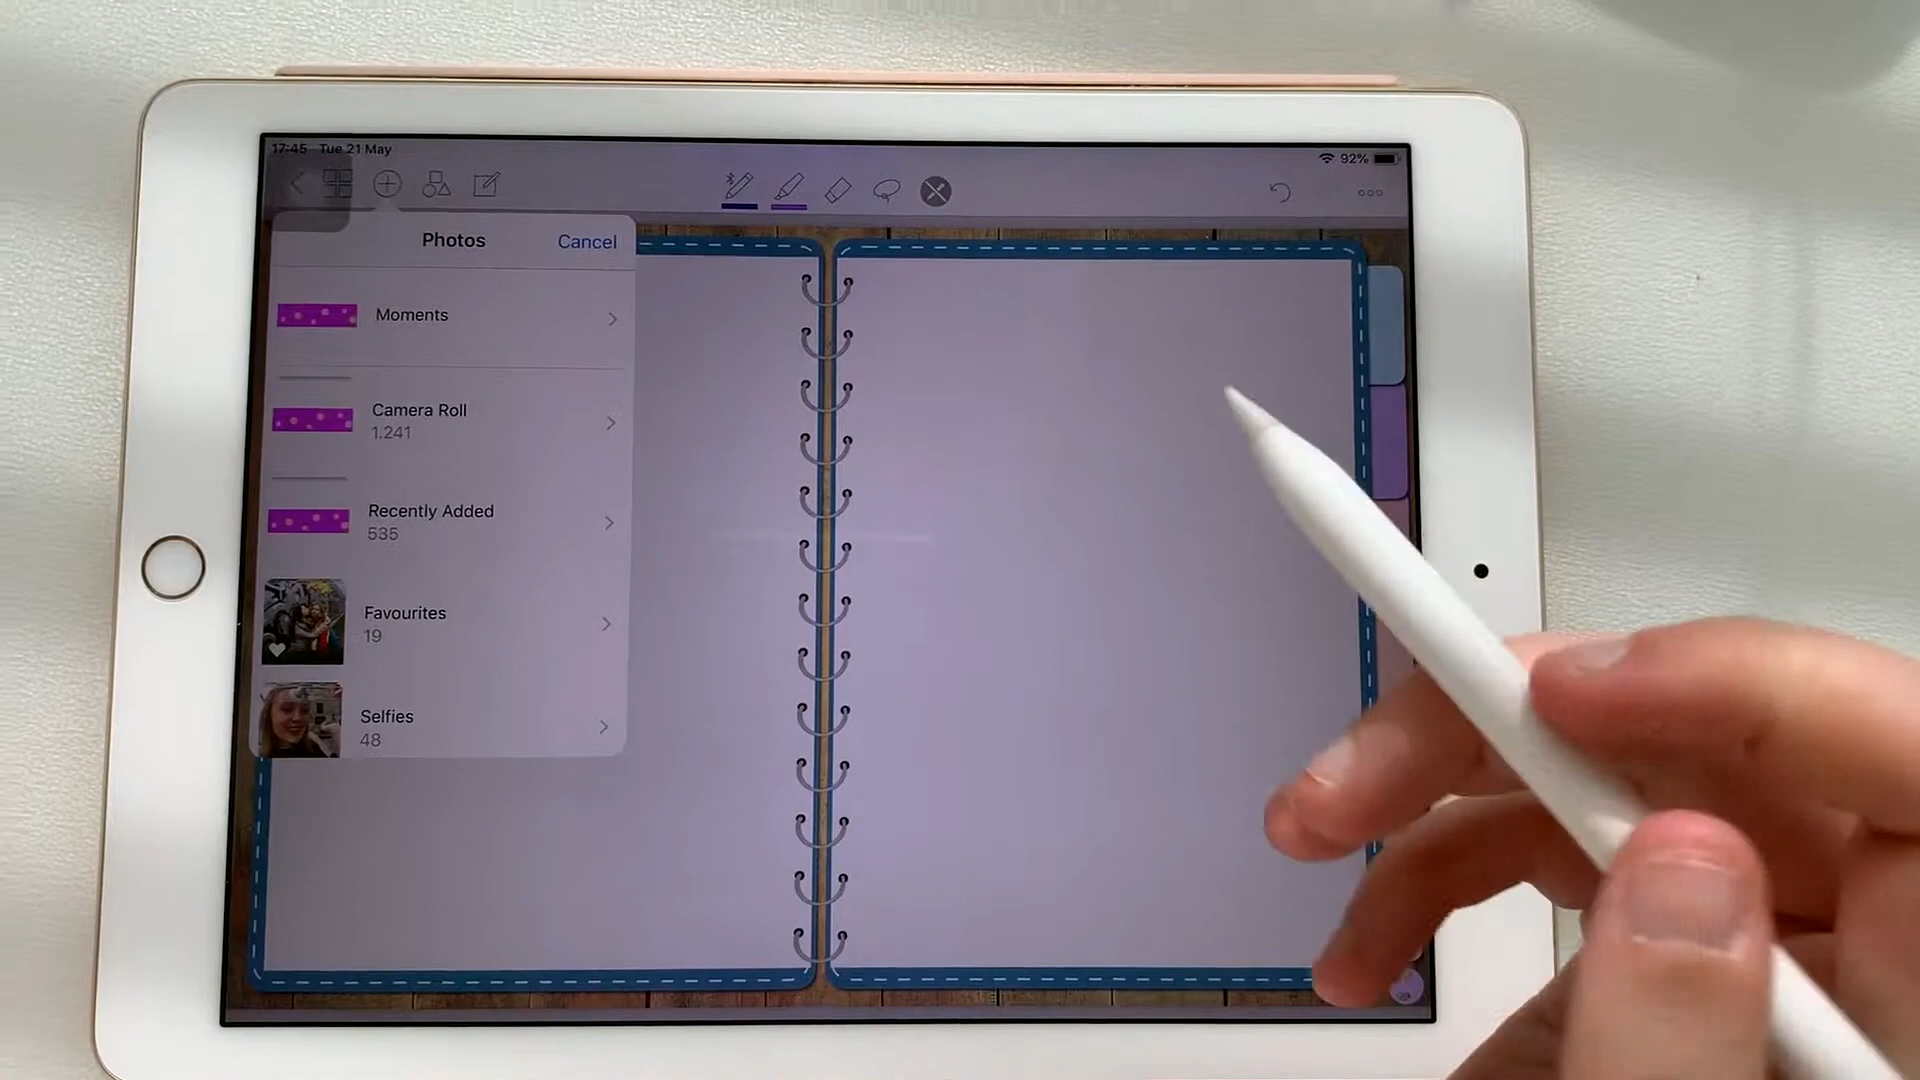 17:45 Tue 21 May
92%
Photos
Cancel
Moments
Camera Roll
1.241
Recently Added
535
Favourites
19
Selfies
48